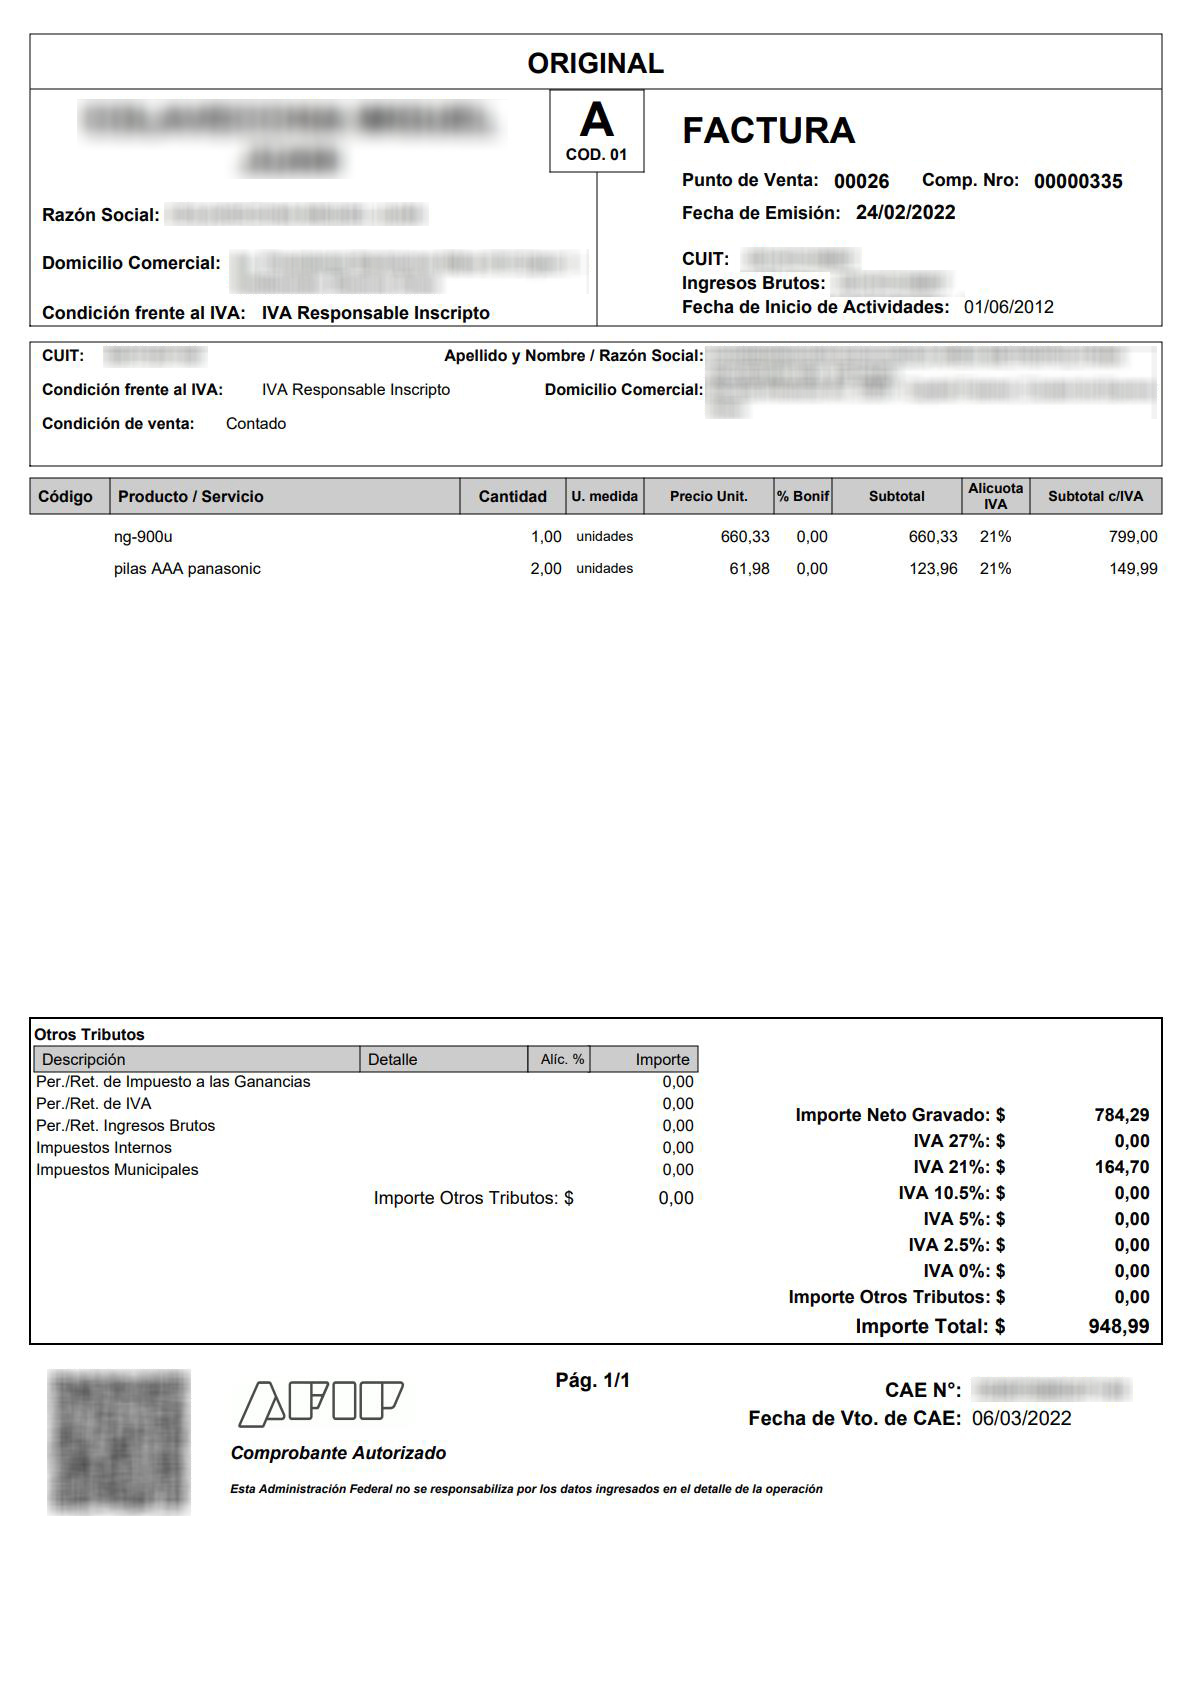 ORIGINAL
A
COD. 01
FACTURA
Punto de Venta: 00026 Comp. Nro: 00000335
Fecha de Emisión: 24/02/2022
Razón Social:
Domicilio Comercial:
Condición frente al IVA: IVA Responsable Inscripto
CUIT:
Ingresos Brutos:
Fecha de Inicio de Actividades: 01/06/2012
CUIT: Apellido y Nombre / Razón Social:
Condición frente al IVA: IVA Responsable Inscripto Domicilio Comercial:
Condición de venta: Contado
Código Producto / Servicio Cantidad U. medida Precio Unit. % Bonif Subtotal Alicuota IVA Subtotal c/IVA
ng-900u 1,00 unidades 660,33 0,00 660,33 21% 799,00
pilas AAA panasonic 2,00 unidades 61,98 0,00 123,96 21% 149,99
Otros Tributos
Descripción Detalle Alíc. % Importe
Per./Ret. de Impuesto a las Ganancias 0,00
Per./Ret. de IVA 0,00
Per./Ret. Ingresos Brutos 0,00
Impuestos Internos 0,00
Impuestos Municipales 0,00
Importe Otros Tributos: $ 0,00
Importe Neto Gravado: $ 784,29
IVA 27%: $ 0,00
IVA 21%: $ 164,70
IVA 10.5%: $ 0,00
IVA 5%: $ 0,00
IVA 2.5%: $ 0,00
IVA 0%: $ 0,00
Importe Otros Tributos: $ 0,00
Importe Total: $ 948,99
AFIP
Comprobante Autorizado
Esta Administración Federal no se responsabiliza por los datos ingresados en el detalle de la operación
Pág. 1/1
CAE N°:
Fecha de Vto. de CAE: 06/03/2022